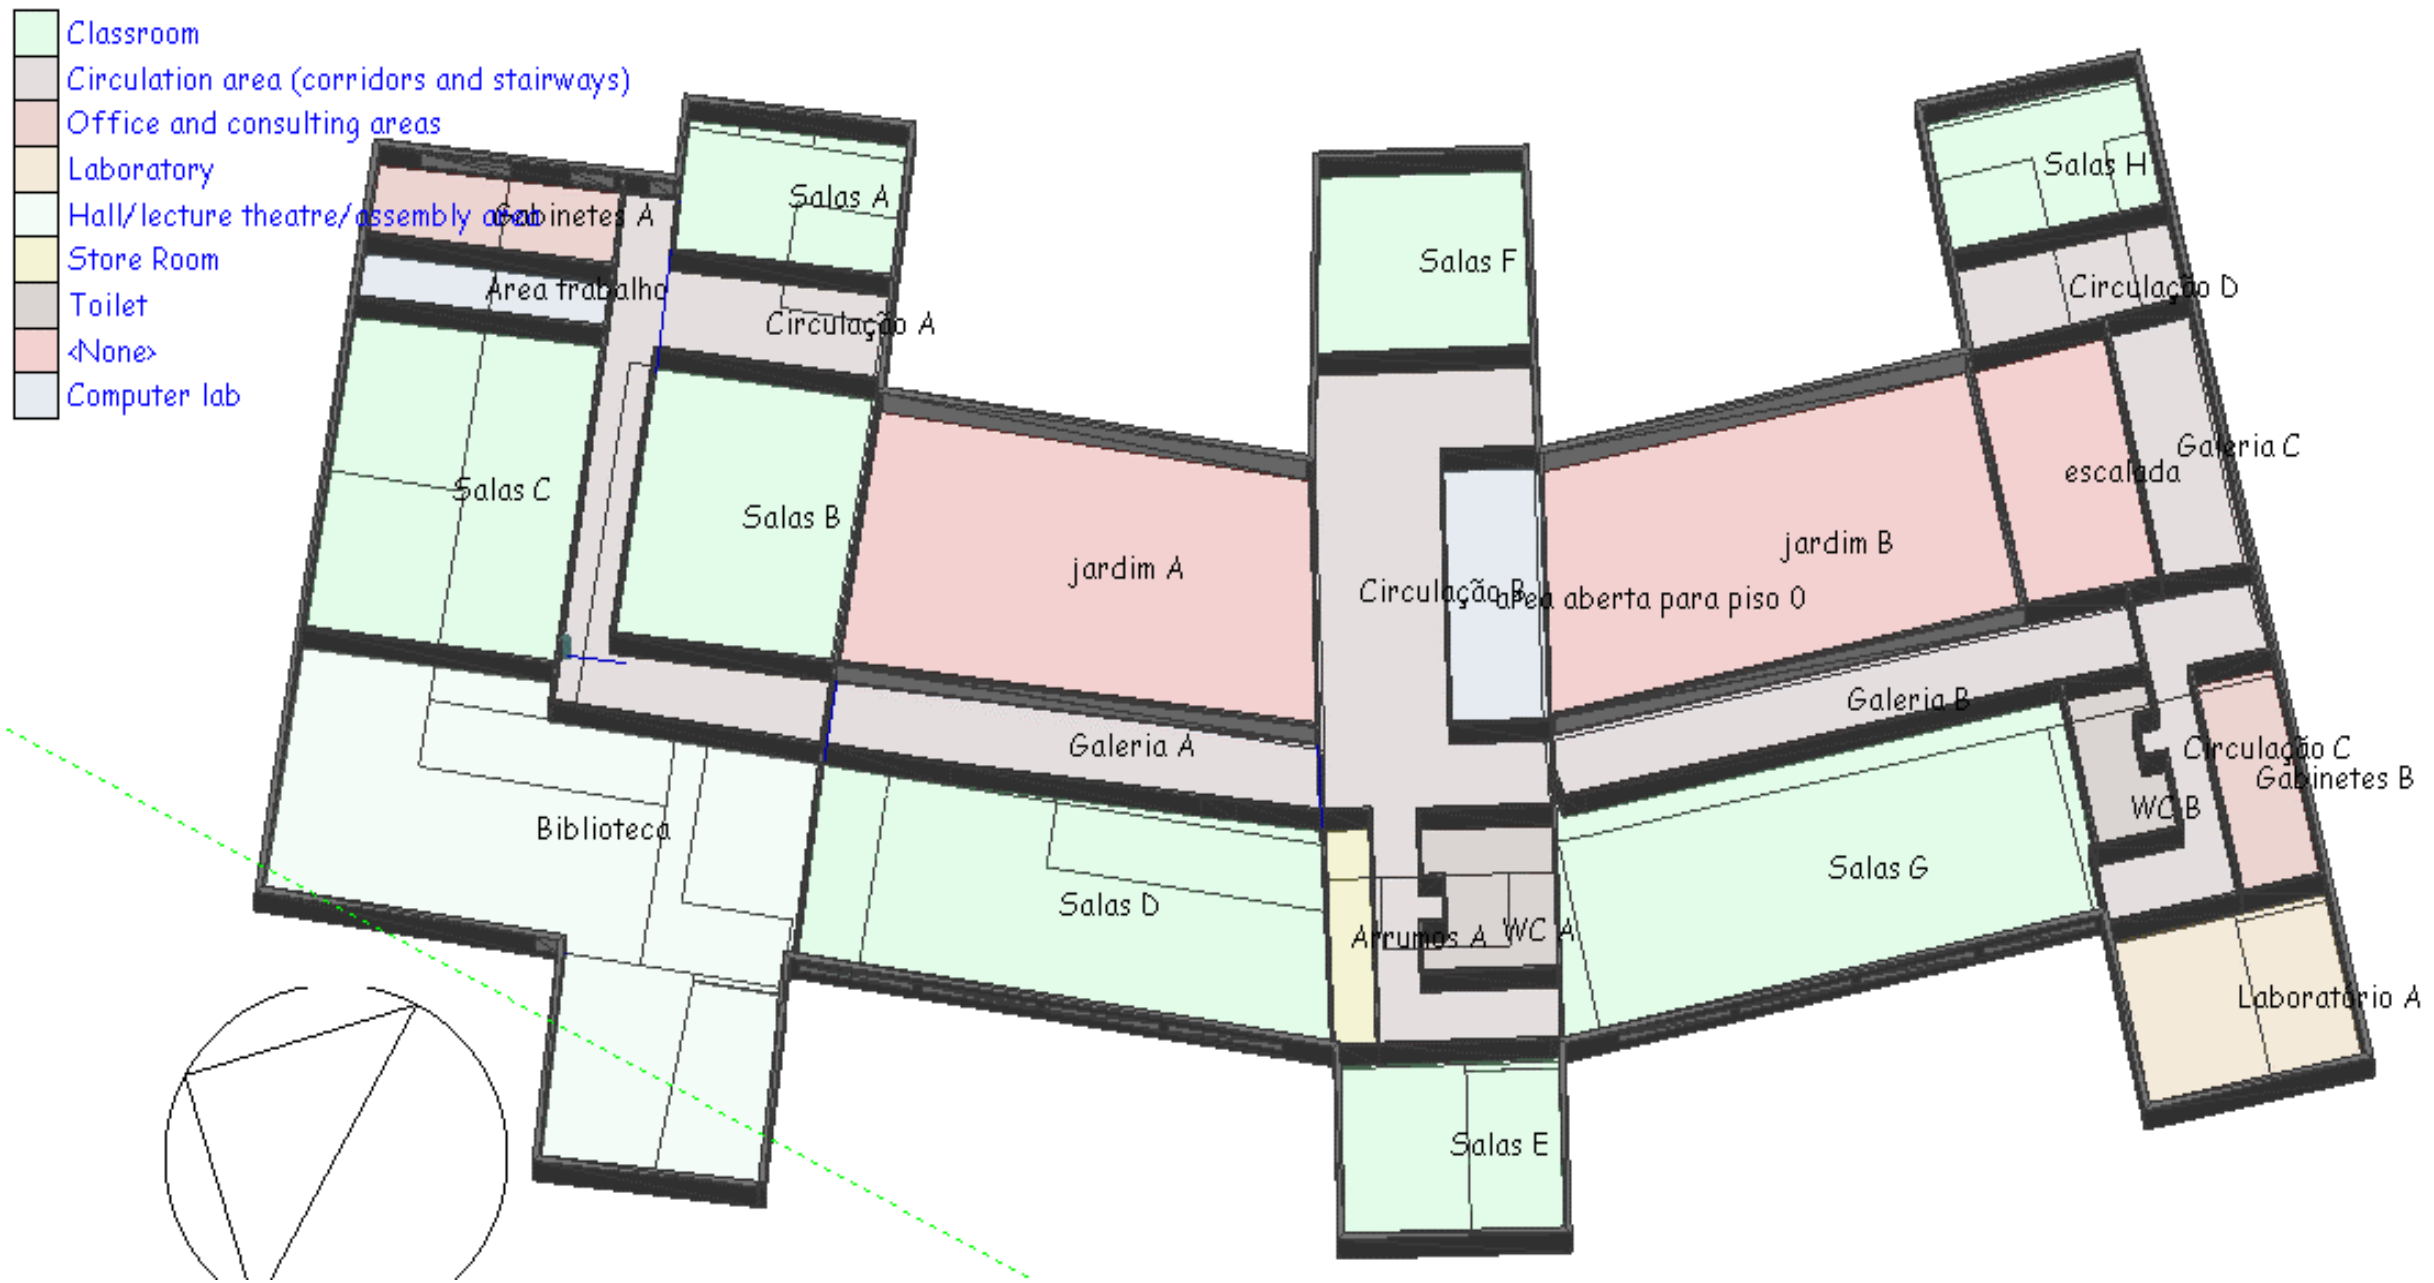 Classroom
Circulation area (corridors and stairways)
Office and consulting areas
Laboratory
Hall/lecture theatre/assembly area
Store Room
Toilet
<None>
Computer lab
Gabinetes A
Area trabalho
Salas A
Circulação A
Salas C
Salas B
jardim A
Galeria A
Biblioteca
Salas D
Salas F
Circulação B
area aberta para piso 0
Arrumos A
WC A
Salas E
Salas H
Circulação D
Galeria C
escalada
jardim B
Galeria B
Circulação C
Gabinetes B
WC B
Salas G
Laboratório A